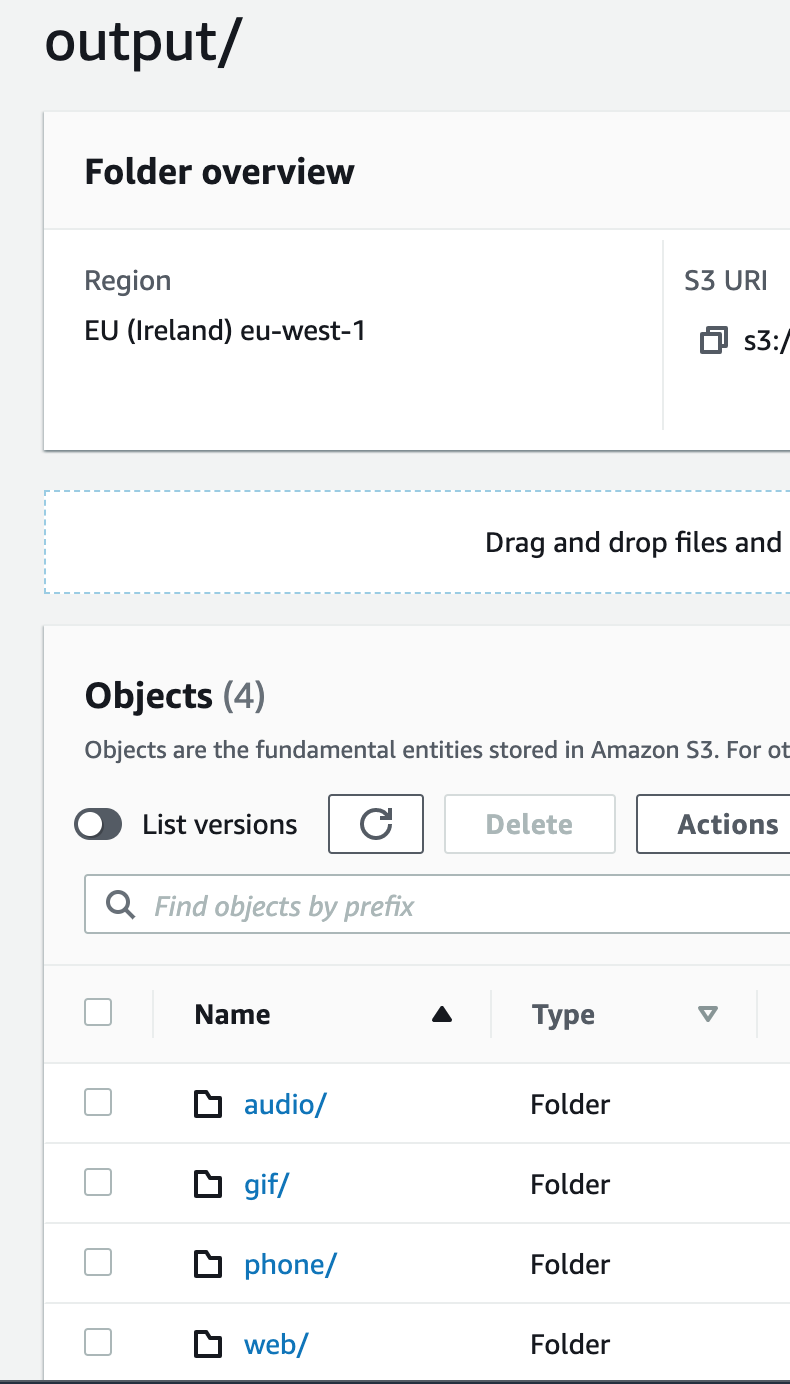 output/
Folder overview
Region
S3 URI
EU (Ireland) eu-west-1
s3:/
Drag and drop files and
Objects (4)
Objects are the fundamental entities stored in Amazon S3. For ot
List versions
Delete
Actions
Find objects by prefix
Name
Type
audio/
Folder
gif/
Folder
phone/
Folder
web/
Folder